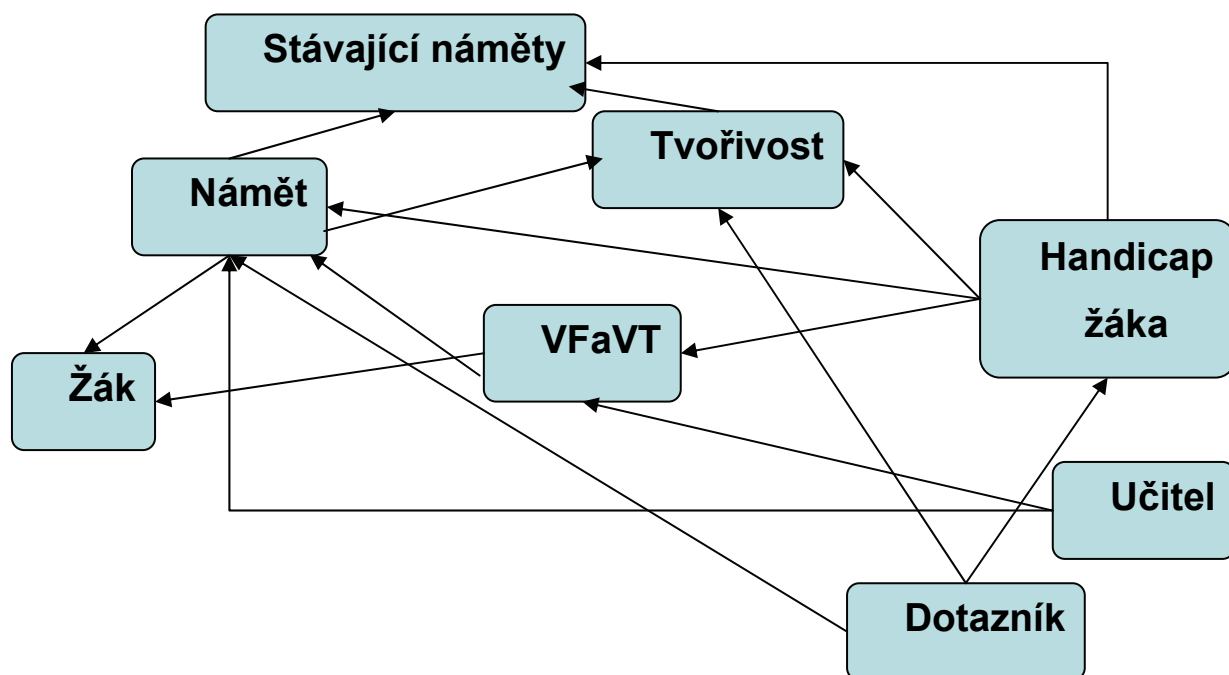 Stávající náměty
Tvořivost
Námět
Handicap
žáka
VFaVT
Žák
Učitel
Dotazník